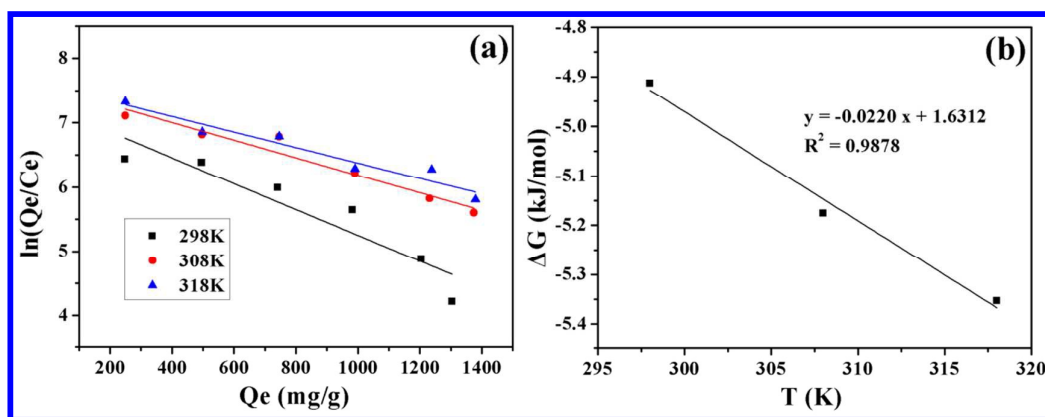 (a)
8
7
6
5
4
ln(Qe/Ce)
298K
308K
318K
200 400 600 800 1000 1200 1400
Qe (mg/g)
(b)
-4.8
-4.9
-5.0
-5.1
-5.2
-5.3
-5.4
ΔG (kJ/mol)
y = -0.0220 x + 1.6312
R² = 0.9878
295 300 305 310 315 320
T (K)